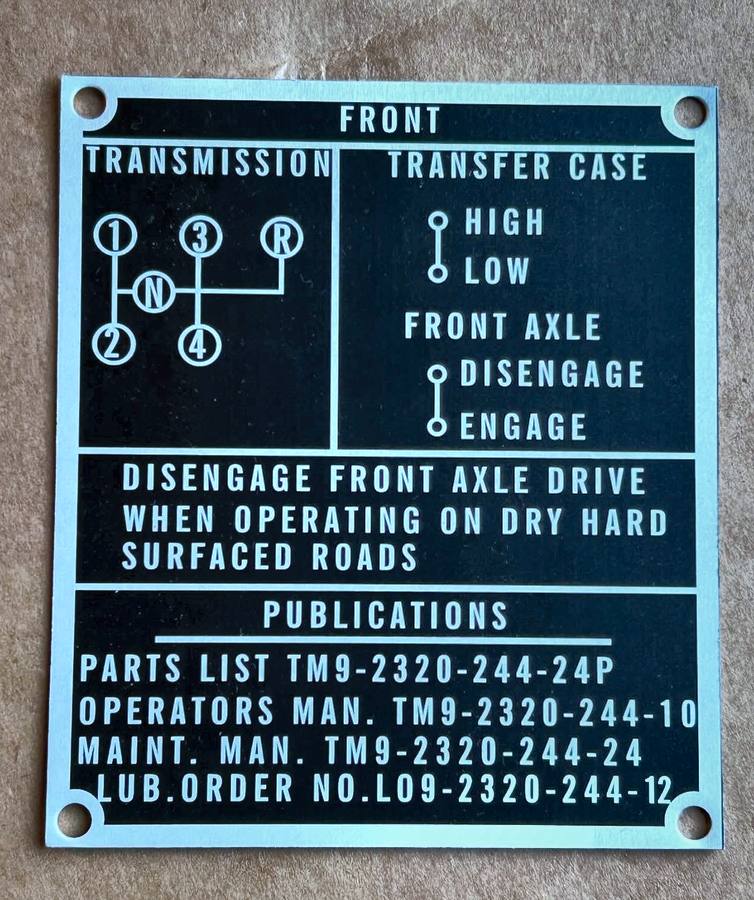 FRONT
TRANSMISSION
1 3 R
N
2 4
TRANSFER CASE
HIGH
LOW
FRONT AXLE
DISENGAGE
ENGAGE
DISENGAGE FRONT AXLE DRIVE
WHEN OPERATING ON DRY HARD
SURFACED ROADS
PUBLICATIONS
PARTS LIST TM9-2320-244-24P
OPERATORS MAN. TM9-2320-244-10
MAINT. MAN. TM9-2320-244-24
LUB.ORDER NO.LO9-2320-244-12